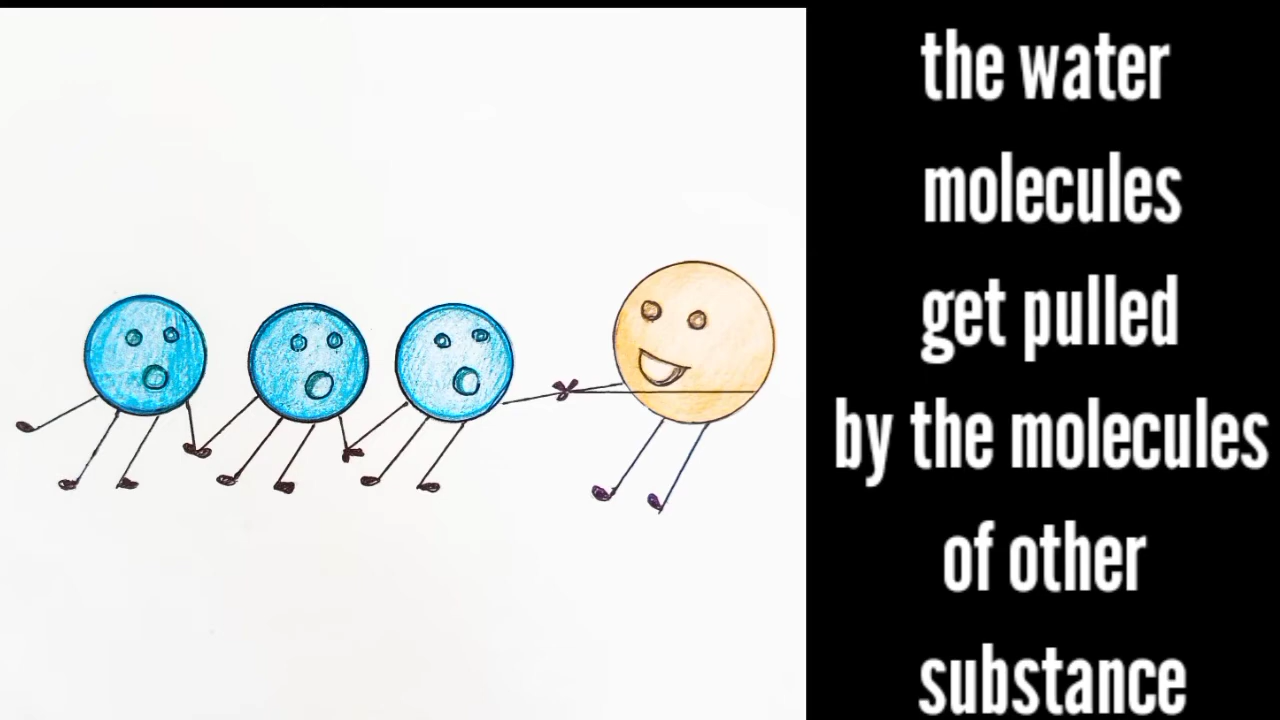 the water
molecules
get pulled
by the molecules
of other
substance